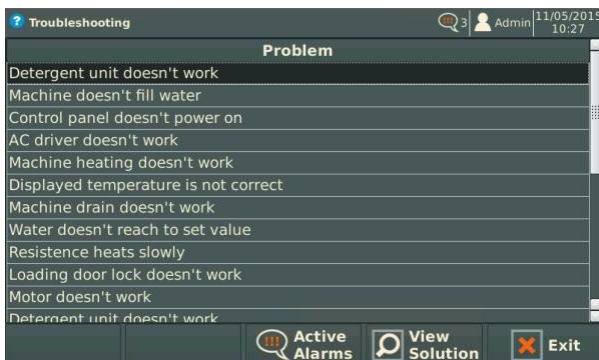 Troubleshooting
3
Admin
11/05/2015
10:27
Problem
Detergent unit doesn't work
Machine doesn't fill water
Control panel doesn't power on
AC driver doesn't work
Machine heating doesn't work
Displayed temperature is not correct
Machine drain doesn't work
Water doesn't reach to set value
Resistence heats slowly
Loading door lock doesn't work
Motor doesn't work
Detergent unit doesn't work
Active
Alarms
View
Solution
Exit